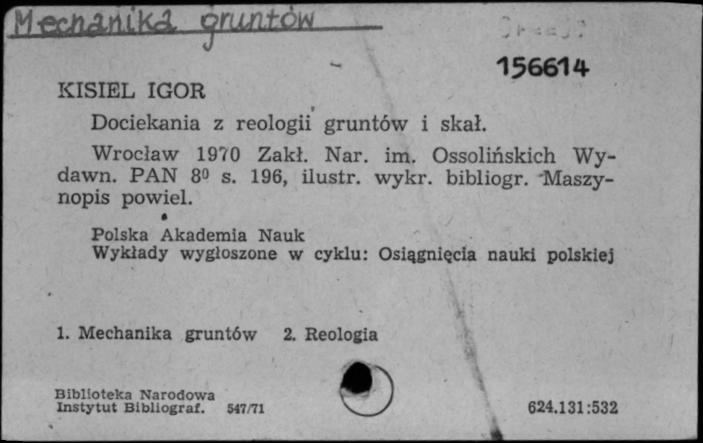 Mechanika gruntów
156614
KISIEL IGOR
Dociekania z reologii gruntów i skał.
Wrocław 1970 Zakł. Nar. im. Ossolińskich Wy-
dawn. PAN 8⁰ s. 196, ilustr. wykr. bibliogr. Maszy-
nopis powiel.
Polska Akademia Nauk
Wykłady wygłoszone w cyklu: Osiągnięcia nauki polskiej
1. Mechanika gruntów 2. Reologia
Biblioteka Narodowa
Instytut Bibliograf. 547/71
624.131:532